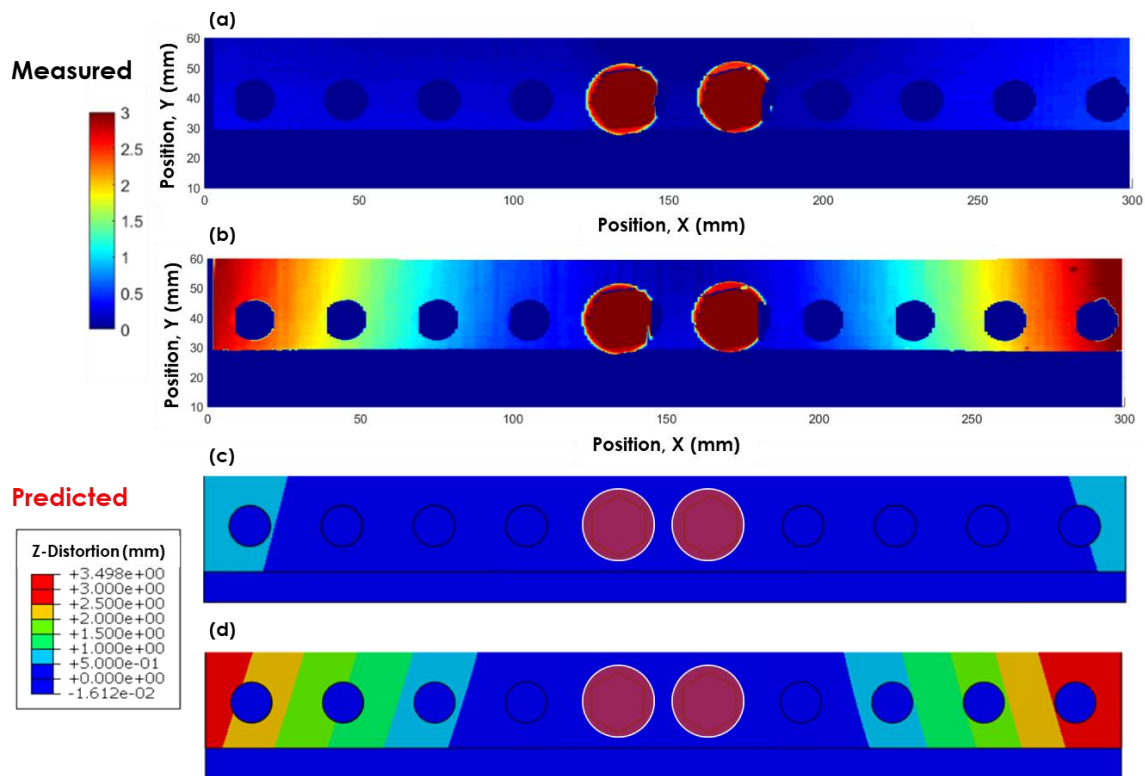 (a)
Measured
Position, Y (mm)
60
50
40
30
20
10
0 50 100 150 200 250 300
Position, X (mm)
3
2.5
2
1.5
1
0.5
0
(b)
Position, Y (mm)
60
50
40
30
20
10
0 50 100 150 200 250 300
Position, X (mm)
(c)
Predicted
Z-Distortion (mm)
+3.498e+00
+3.000e+00
+2.500e+00
+2.000e+00
+1.500e+00
+1.000e+00
+5.000e-01
+0.000e+00
-1.612e-02
(d)